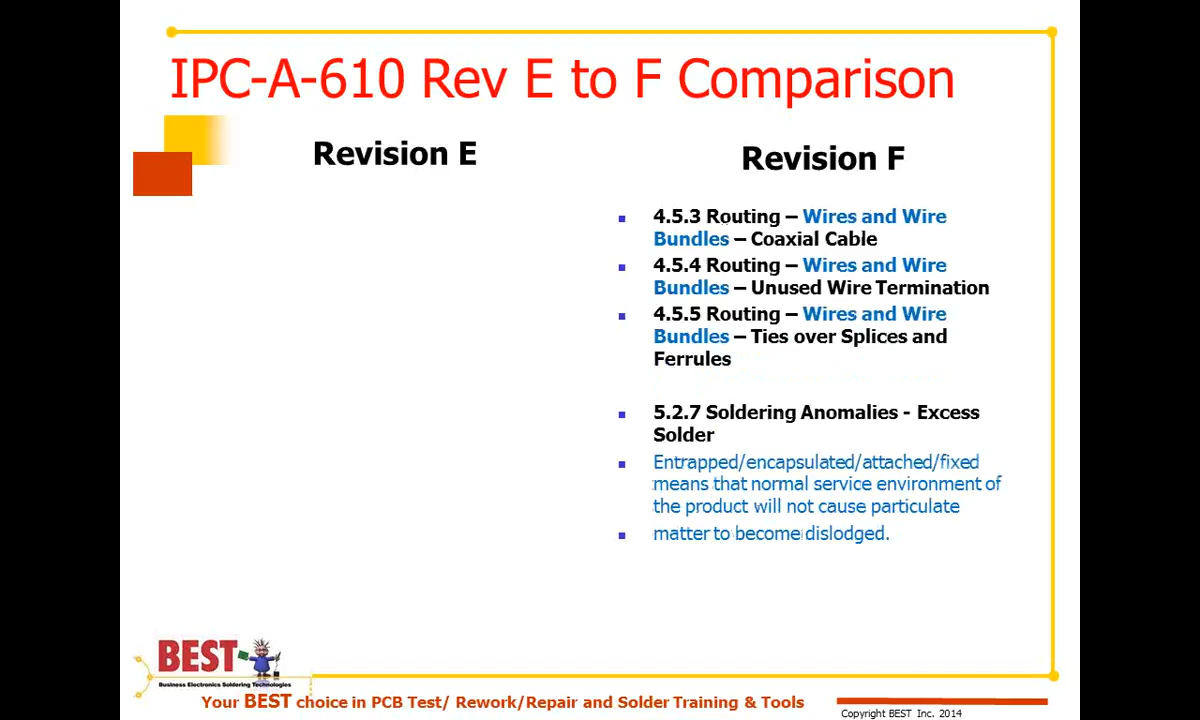 IPC-A-610 Rev E to F Comparison
Revision E
Revision F
4.5.3 Routing – Wires and Wire
Bundles – Coaxial Cable
4.5.4 Routing – Wires and Wire
Bundles – Unused Wire Termination
4.5.5 Routing – Wires and Wire
Bundles – Ties over Splices and
Ferrules
5.2.7 Soldering Anomalies - Excess
Solder
Entrapped/encapsulated/attached/fixed
means that normal service environment of
the product will not cause particulate
matter to become dislodged.
BEST
Business Electronics Soldering Technologies
Your BEST choice in PCB Test/ Rework/Repair and Solder Training & Tools
Copyright BEST Inc. 2014